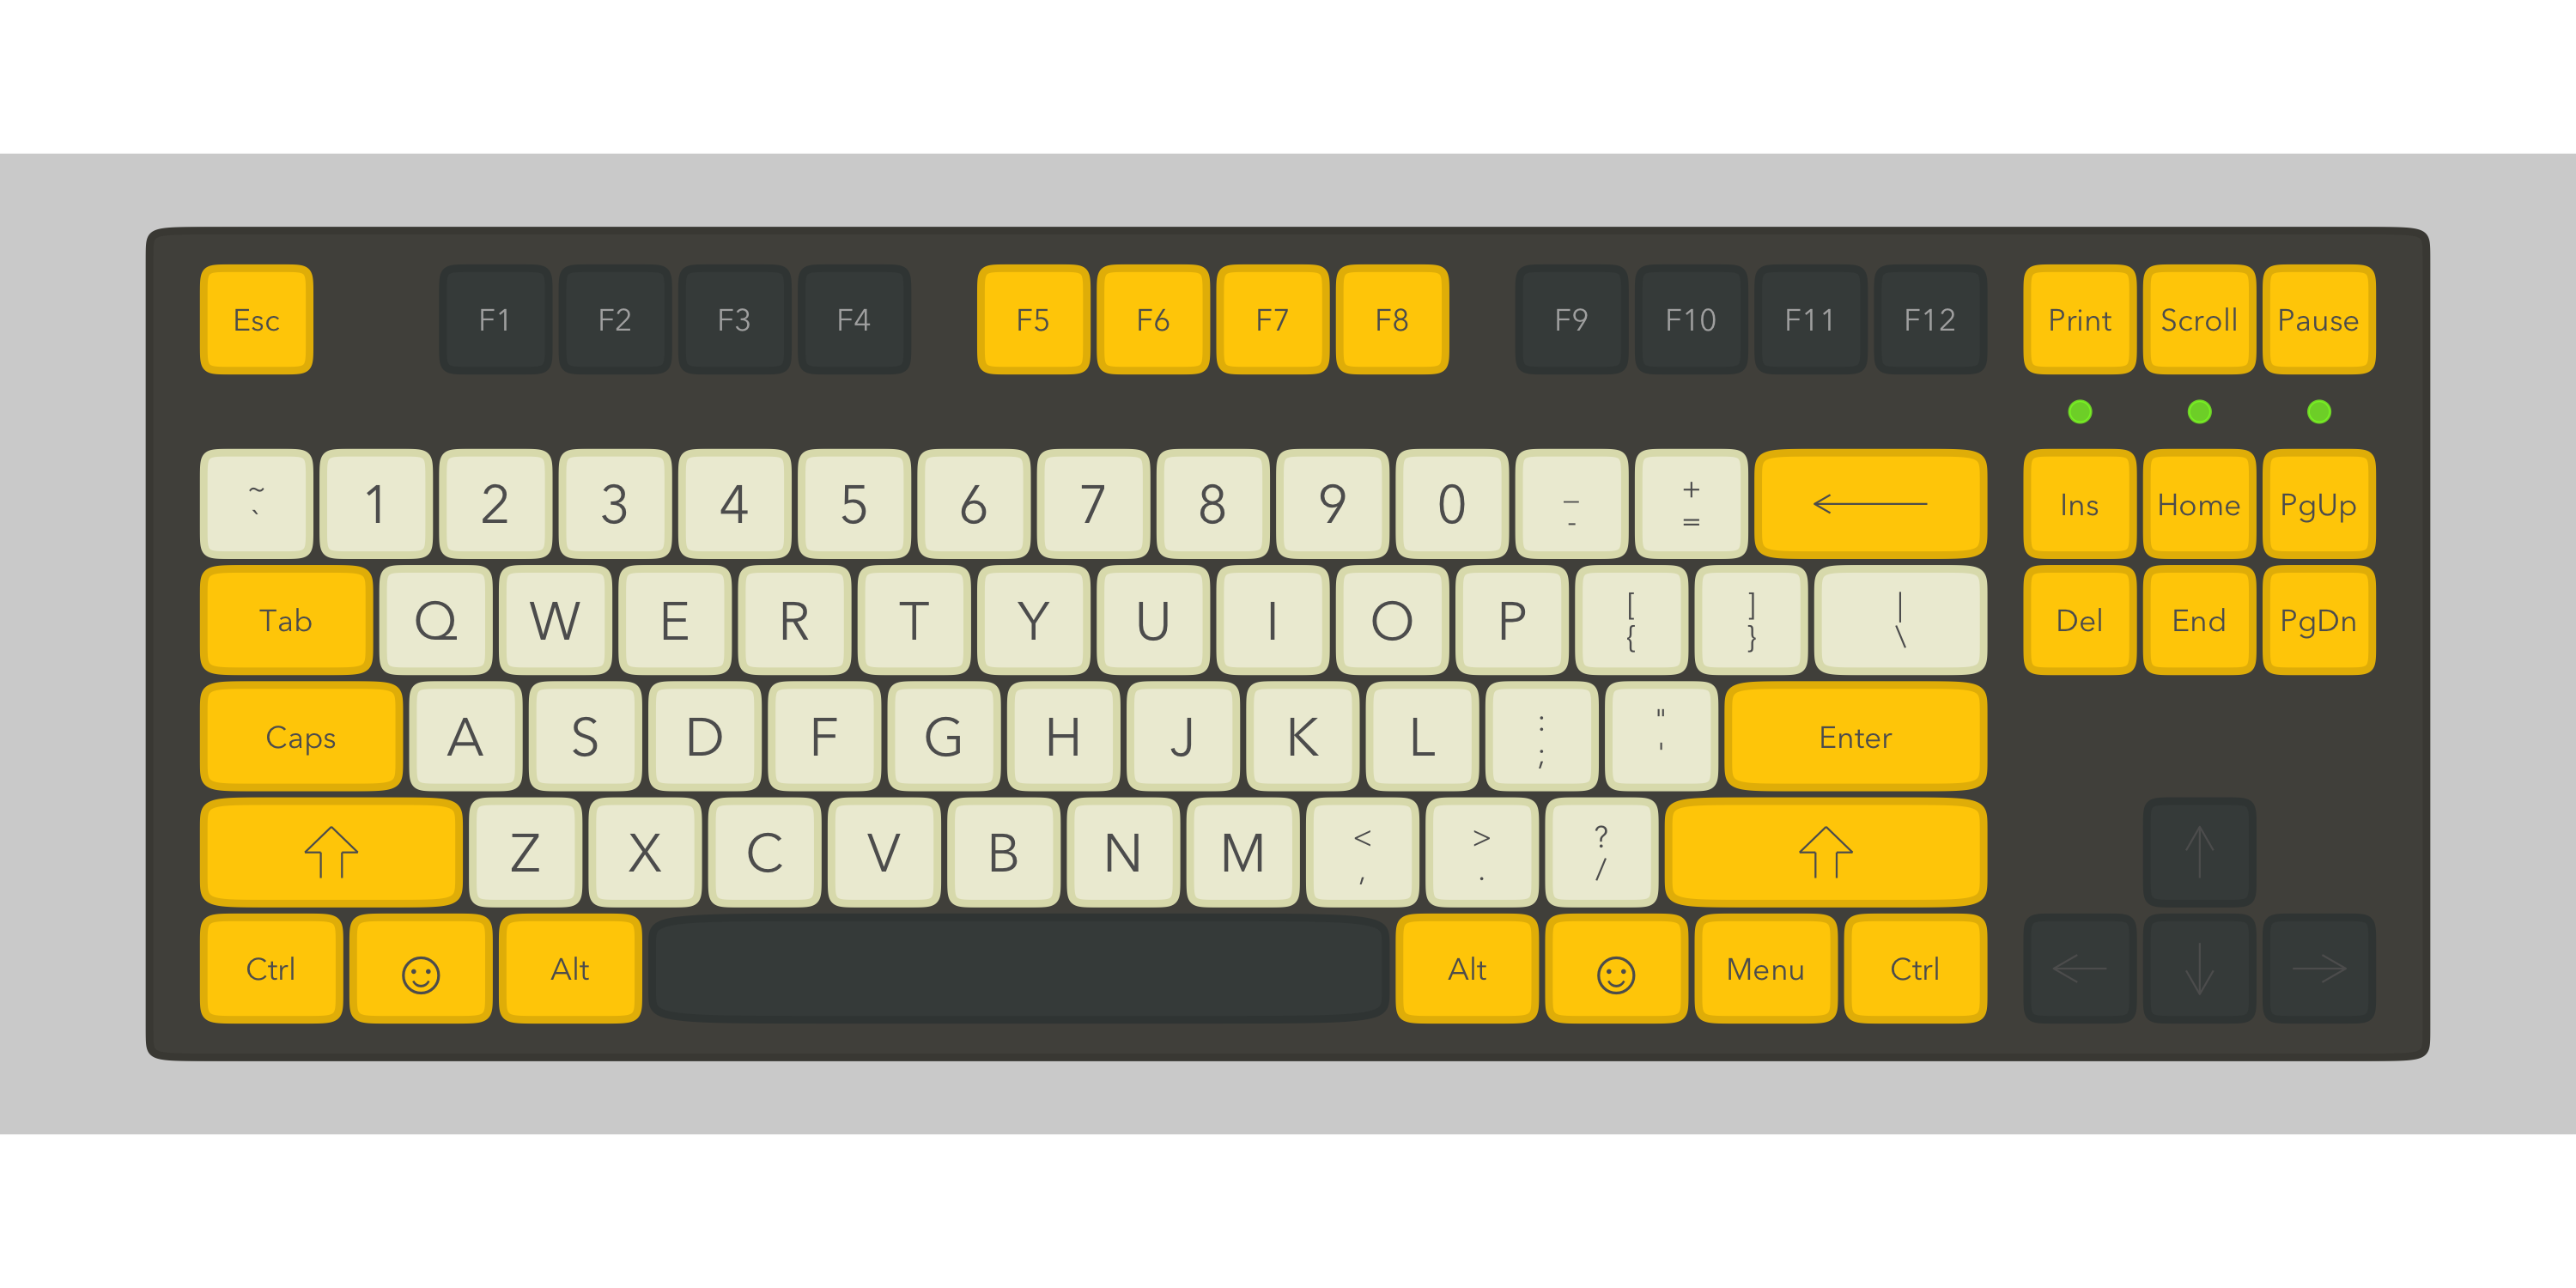 Esc F1 F2 F3 F4 F5 F6 F7 F8 F9 F10 F11 F12 Print Scroll Pause
~ ` 1 2 3 4 5 6 7 8 9 0 _ - + = ← Ins Home PgUp
Tab Q W E R T Y U I O P [ { ] } | \ Del End PgDn
Caps A S D F G H J K L : ; " ' Enter
⇧ Z X C V B N M < , > . ? / ⇧ ↑
Ctrl ☺ Alt Alt ☺ Menu Ctrl ← ↓ →